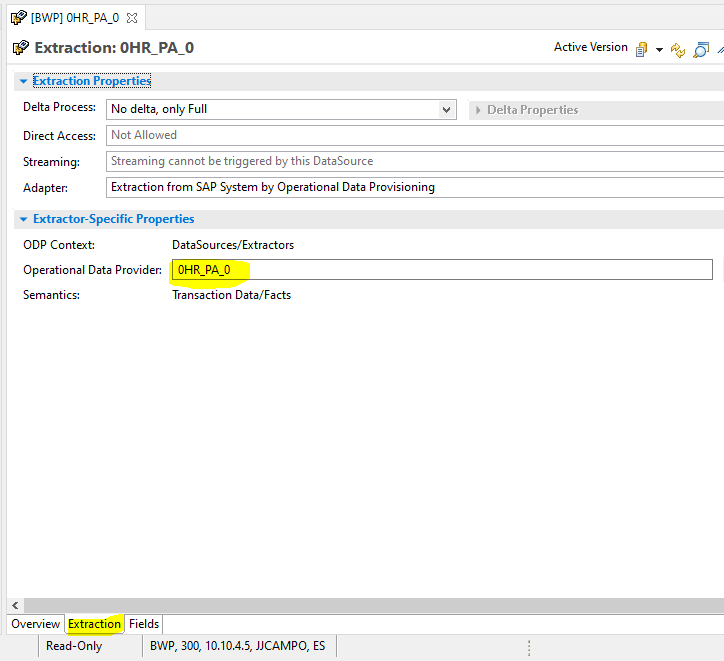 [BWP] 0HR_PA_0
Extraction: 0HR_PA_0
Active Version
Extraction Properties
Delta Process: No delta, only Full
Delta Properties
Direct Access: Not Allowed
Streaming: Streaming cannot be triggered by this DataSource
Adapter: Extraction from SAP System by Operational Data Provisioning
Extractor-Specific Properties
ODP Context: DataSources/Extractors
Operational Data Provider: 0HR_PA_0
Semantics: Transaction Data/Facts
Overview Extraction Fields
Read-Only BWP, 300, 10.10.4.5, JJCAMPO, ES